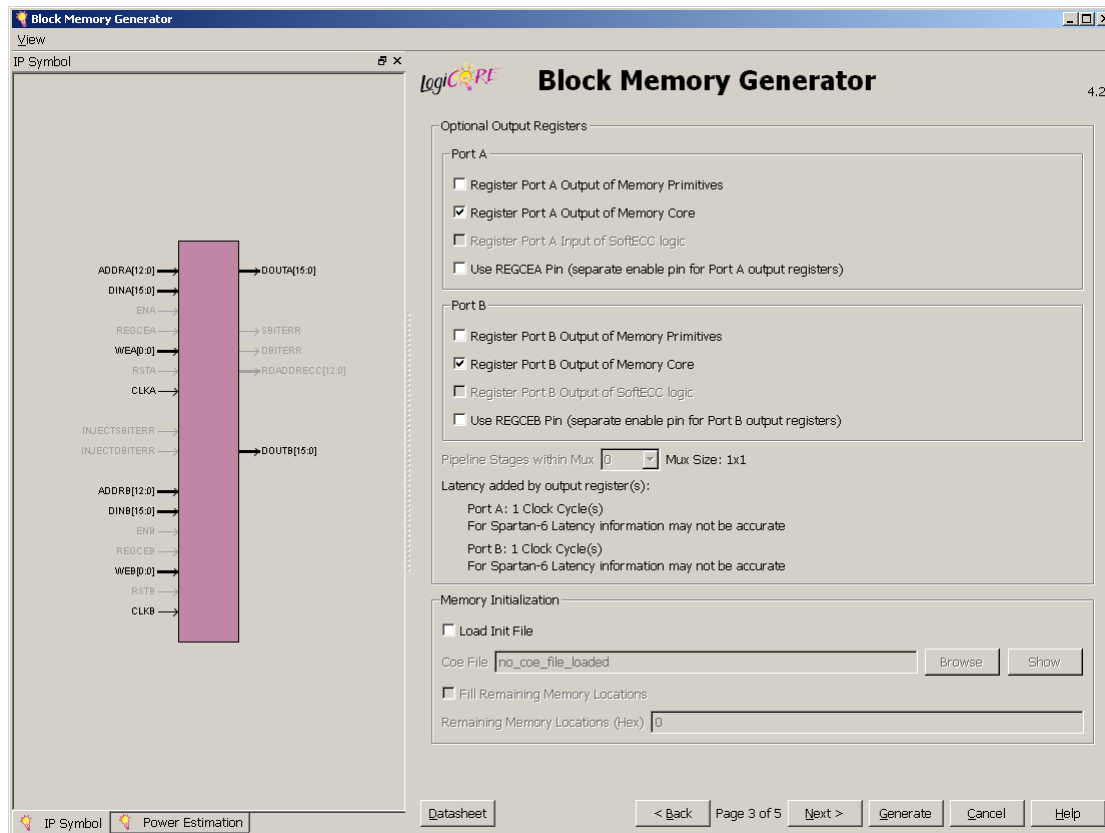 Block Memory Generator
View
IP Symbol
ADDRA[12:0]
DINA[15:0]
ENA
REGCEA
WEA[0:0]
RSTA
CLKA
INJECTSBITERR
INJECTDBITERR
ADDRB[12:0]
DINB[15:0]
ENB
REGCEB
WEB[0:0]
RSTB
CLKB
DOUTA[15:0]
SBITERR
DBITERR
RDADDRECC[12:0]
DOUTB[15:0]
IP Symbol Power Estimation
LogiCORE Block Memory Generator 4.2
Optional Output Registers
Port A
Register Port A Output of Memory Primitives
Register Port A Output of Memory Core
Register Port A Input of SoftECC logic
Use REGCEA Pin (separate enable pin for Port A output registers)
Port B
Register Port B Output of Memory Primitives
Register Port B Output of Memory Core
Register Port B Output of SoftECC logic
Use REGCEB Pin (separate enable pin for Port B output registers)
Pipeline Stages within Mux 0 Mux Size: 1x1
Latency added by output register(s):
Port A: 1 Clock Cycle(s)
For Spartan-6 Latency information may not be accurate
Port B: 1 Clock Cycle(s)
For Spartan-6 Latency information may not be accurate
Memory Initialization
Load Init File
Coe File no_coe_file_loaded Browse Show
Fill Remaining Memory Locations
Remaining Memory Locations (Hex) 0
Datasheet < Back Page 3 of 5 Next > Generate Cancel Help